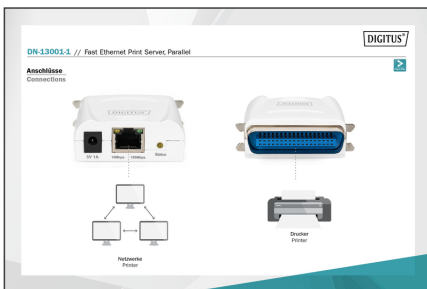 DIGITUS®
DN-13001-1 // Fast Ethernet Print Server, Parallel
Anschlüsse
Connections
DIGITUS
DIGITUS
5V 1A
10Mbps
100Mbps
Status
Drucker
Printer
Netzwerke
Printer